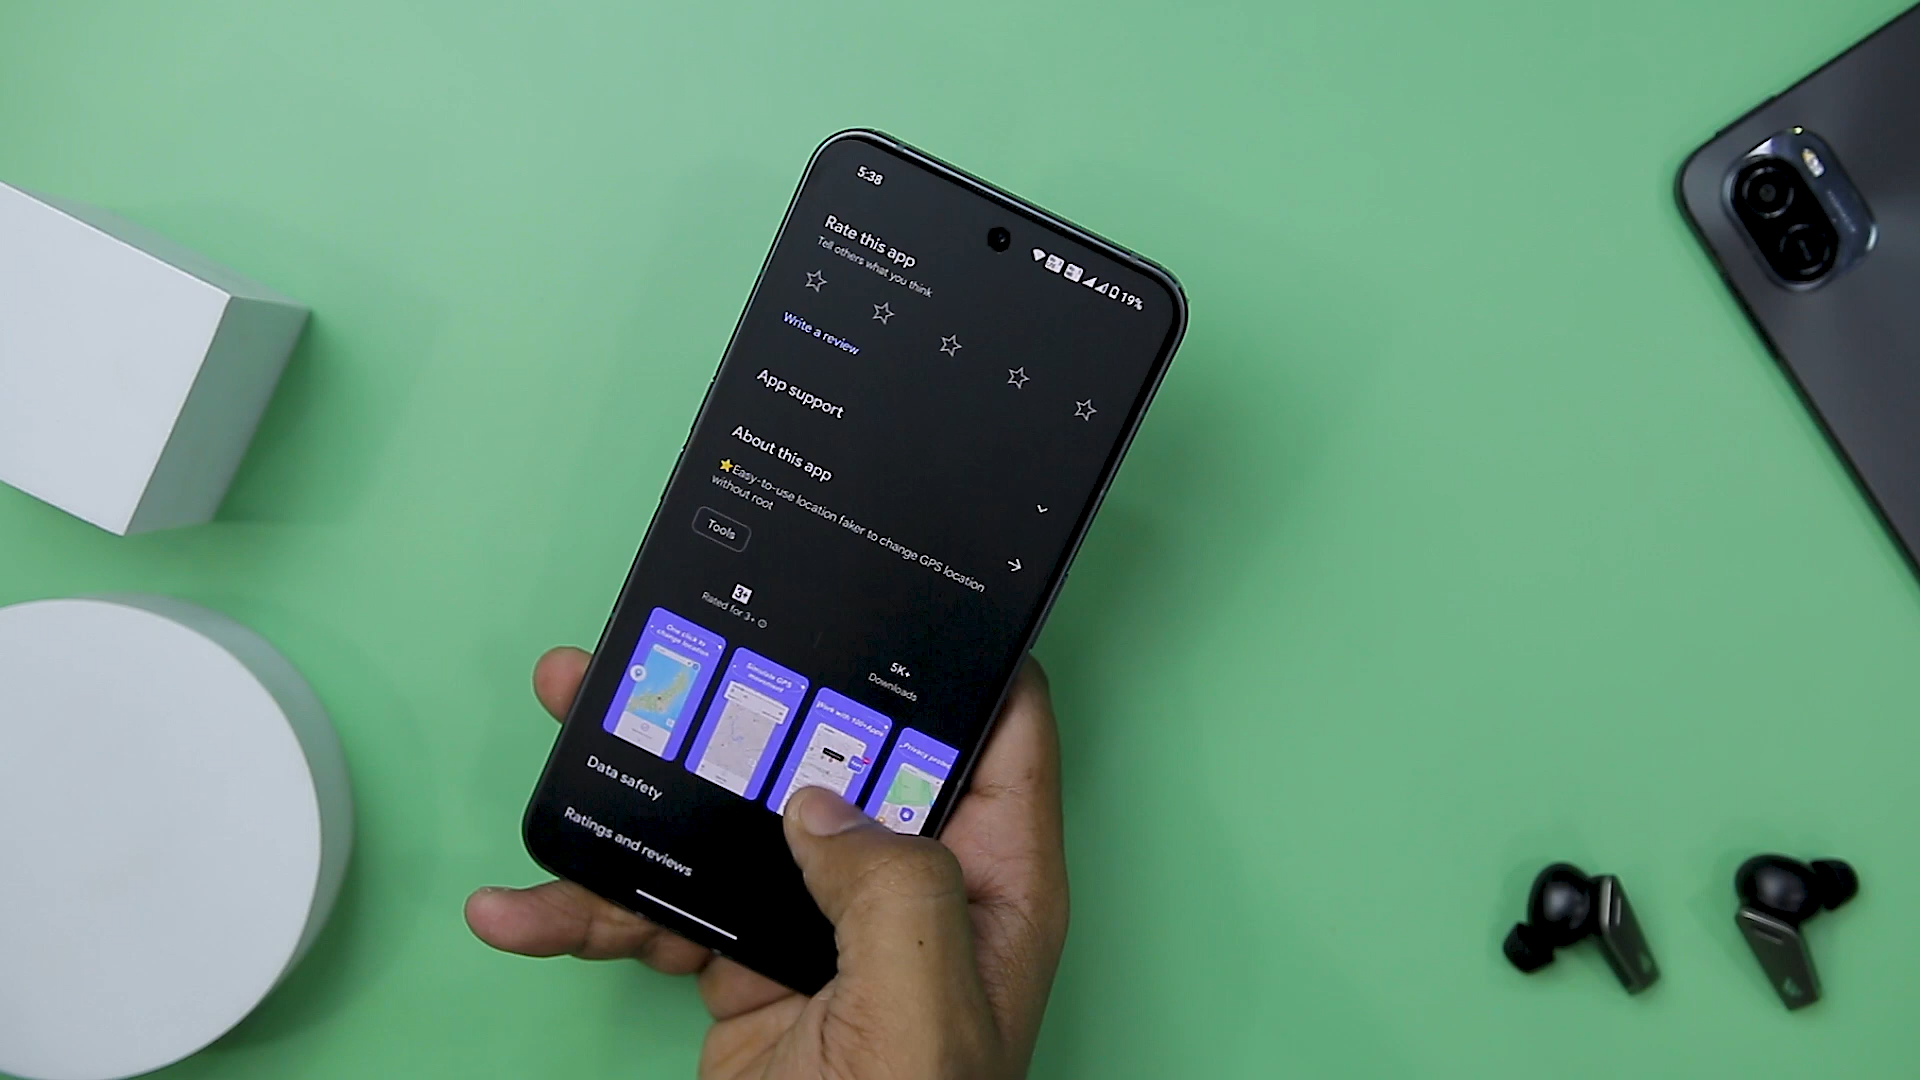 5:38
19%
Rate this app
Tell others what you think
Write a review
App support
About this app
⭐Easy-to-use location faker to change GPS location
without root
Tools
3+
Rated for 3+
5K+
Downloads
One click to
change location
Simulate GPS
movement
Work with 100+Apps
Privacy protec
Data safety
Ratings and reviews